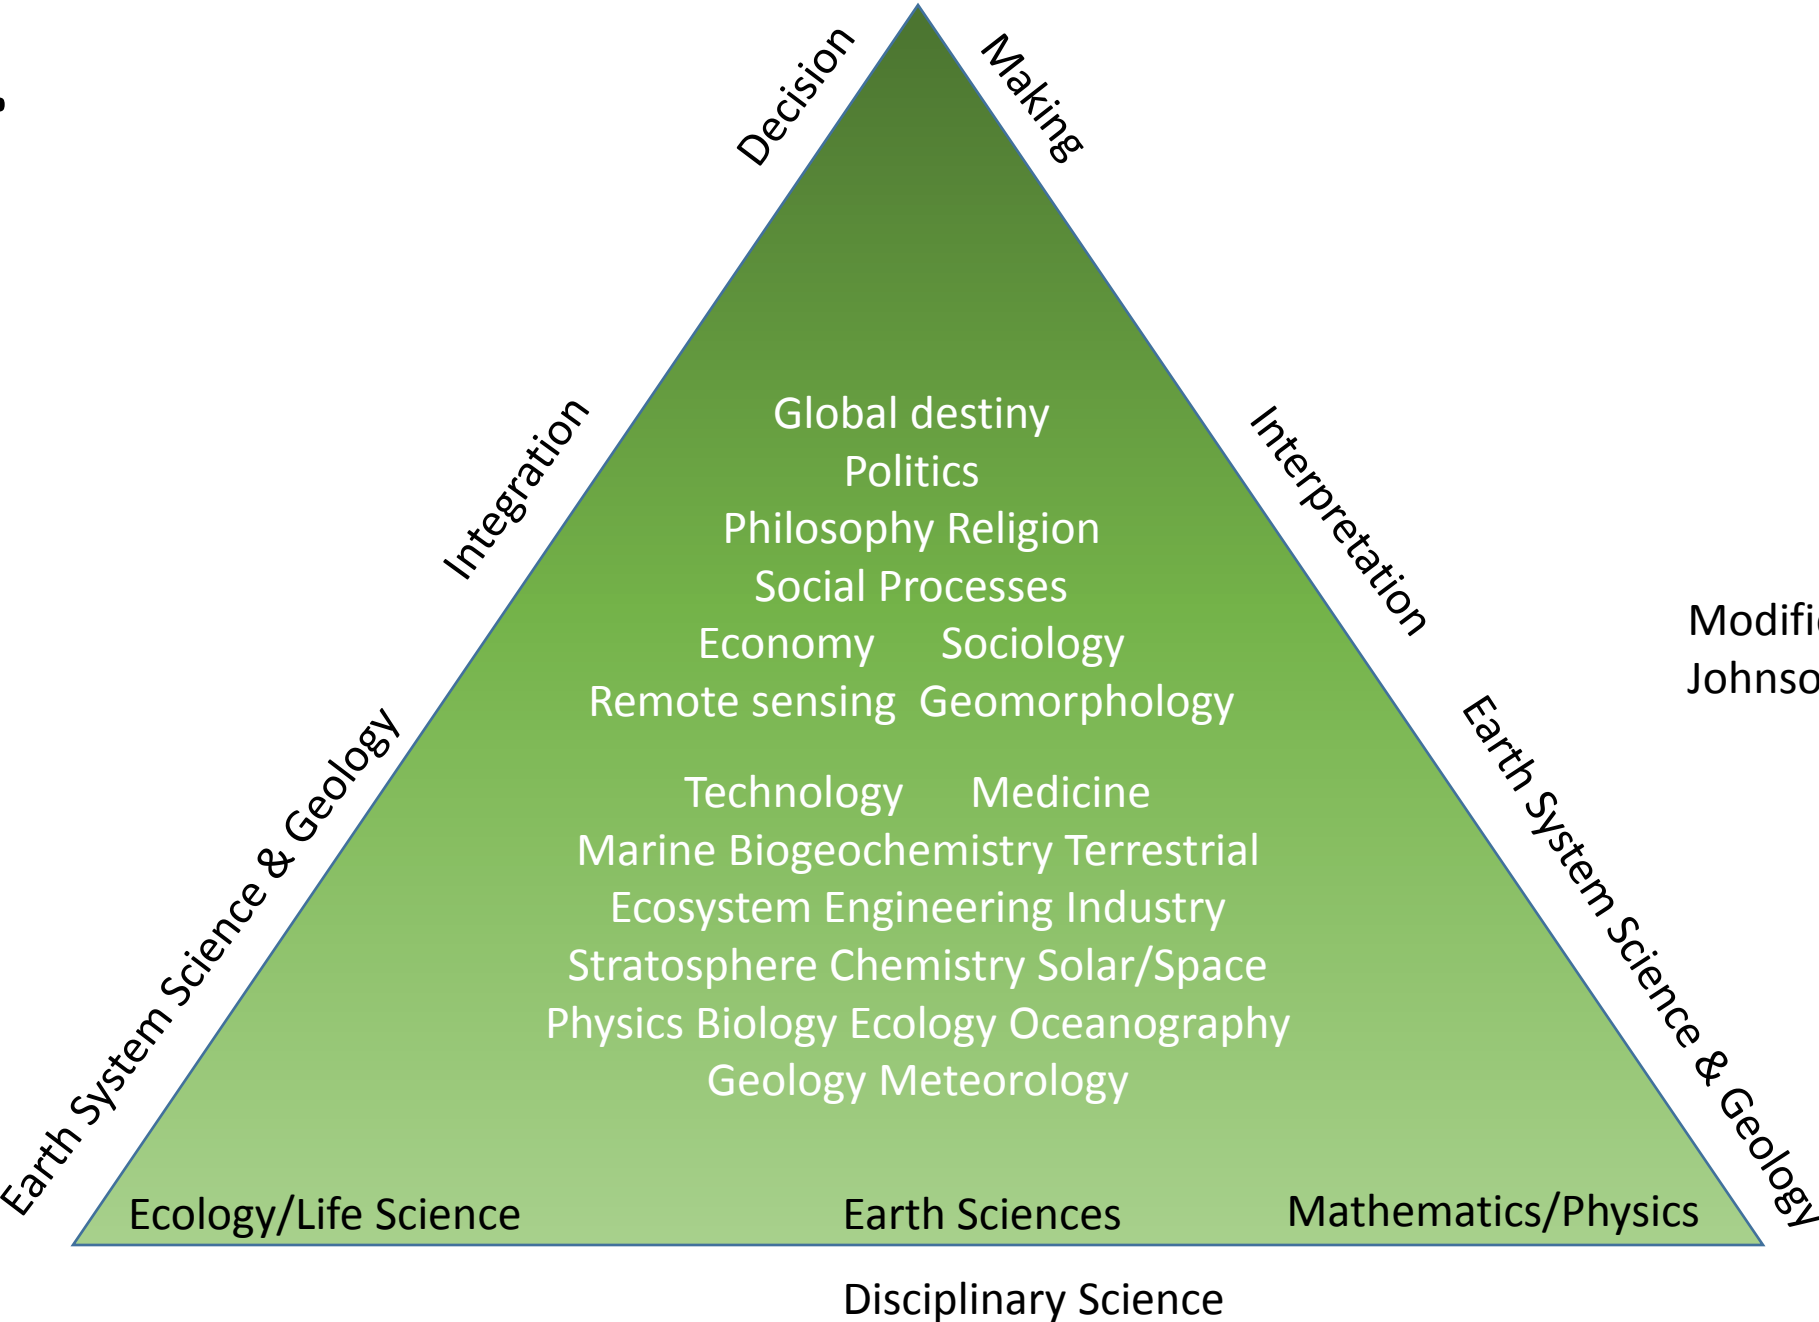 Decision
Making
Integration
Interpretation
Global destiny
Politics
Philosophy Religion
Social Processes
Economy Sociology
Remote sensing Geomorphology
Technology Medicine
Marine Biogeochemistry Terrestrial
Ecosystem Engineering Industry
Stratosphere Chemistry Solar/Space
Physics Biology Ecology Oceanography
Geology Meteorology
Earth System Science & Geology
Earth System Science & Geology
Ecology/Life Science
Earth Sciences
Mathematics/Physics
Disciplinary Science